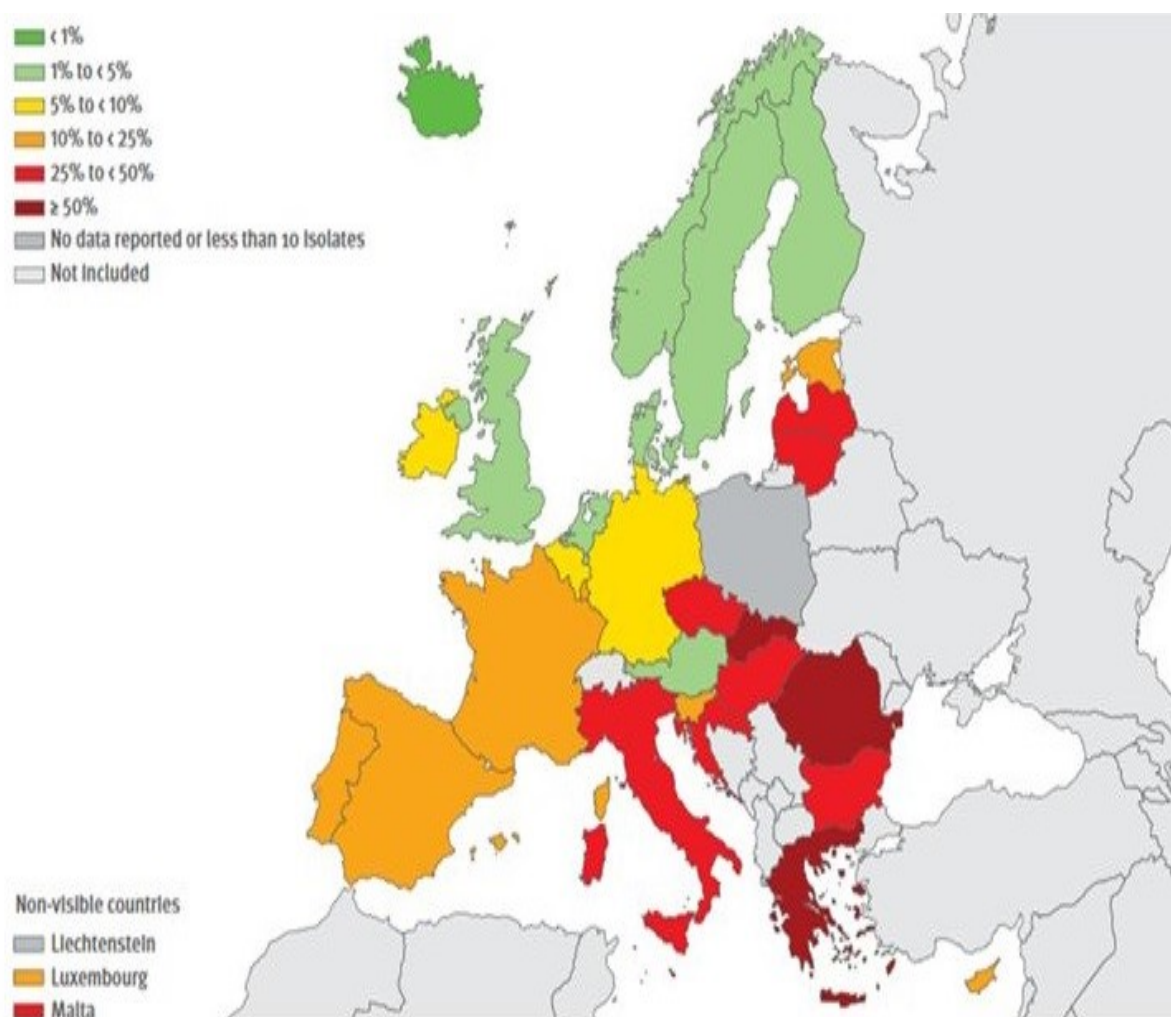 < 1%
1% to < 5%
5% to < 10%
10% to < 25%
25% to < 50%
≥ 50%
No data reported or less than 10 Isolates
Not Included
Non-visible countries
Liechtenstein
Luxembourg
Malta